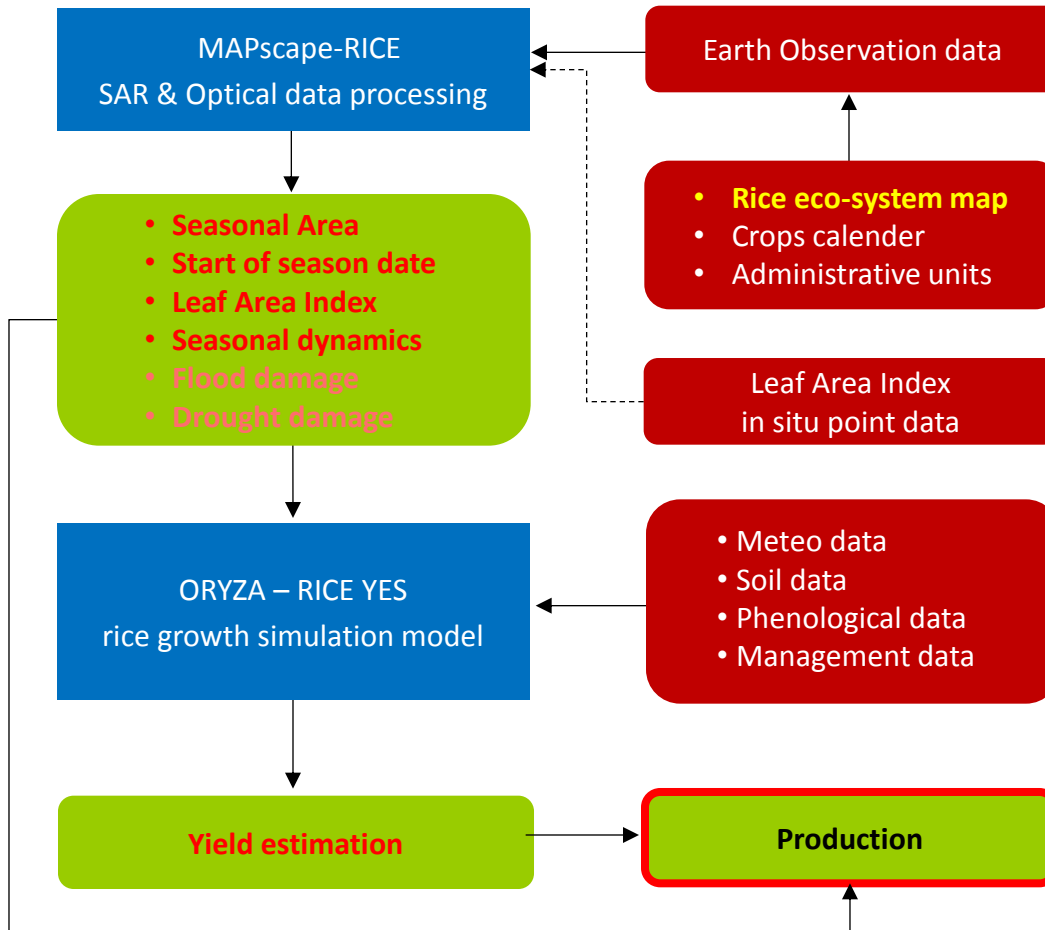 MAPscape-RICE
SAR & Optical data processing
Earth Observation data
• Rice eco-system map
• Crops calender
• Administrative units
• Seasonal Area
• Start of season date
• Leaf Area Index
• Seasonal dynamics
• Flood damage
• Drought damage
Leaf Area Index
in situ point data
ORYZA – RICE YES
rice growth simulation model
• Meteo data
• Soil data
• Phenological data
• Management data
Yield estimation
Production